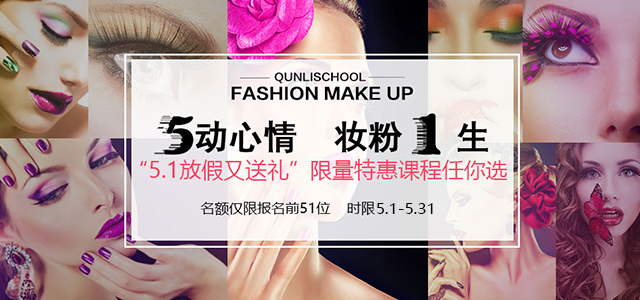 QUNLISCHOOL
FASHION MAKE UP
5动心情 妆粉1生
“5.1放假又送礼”限量特惠课程任你选
名额仅限报名前51位 时限5.1-5.31